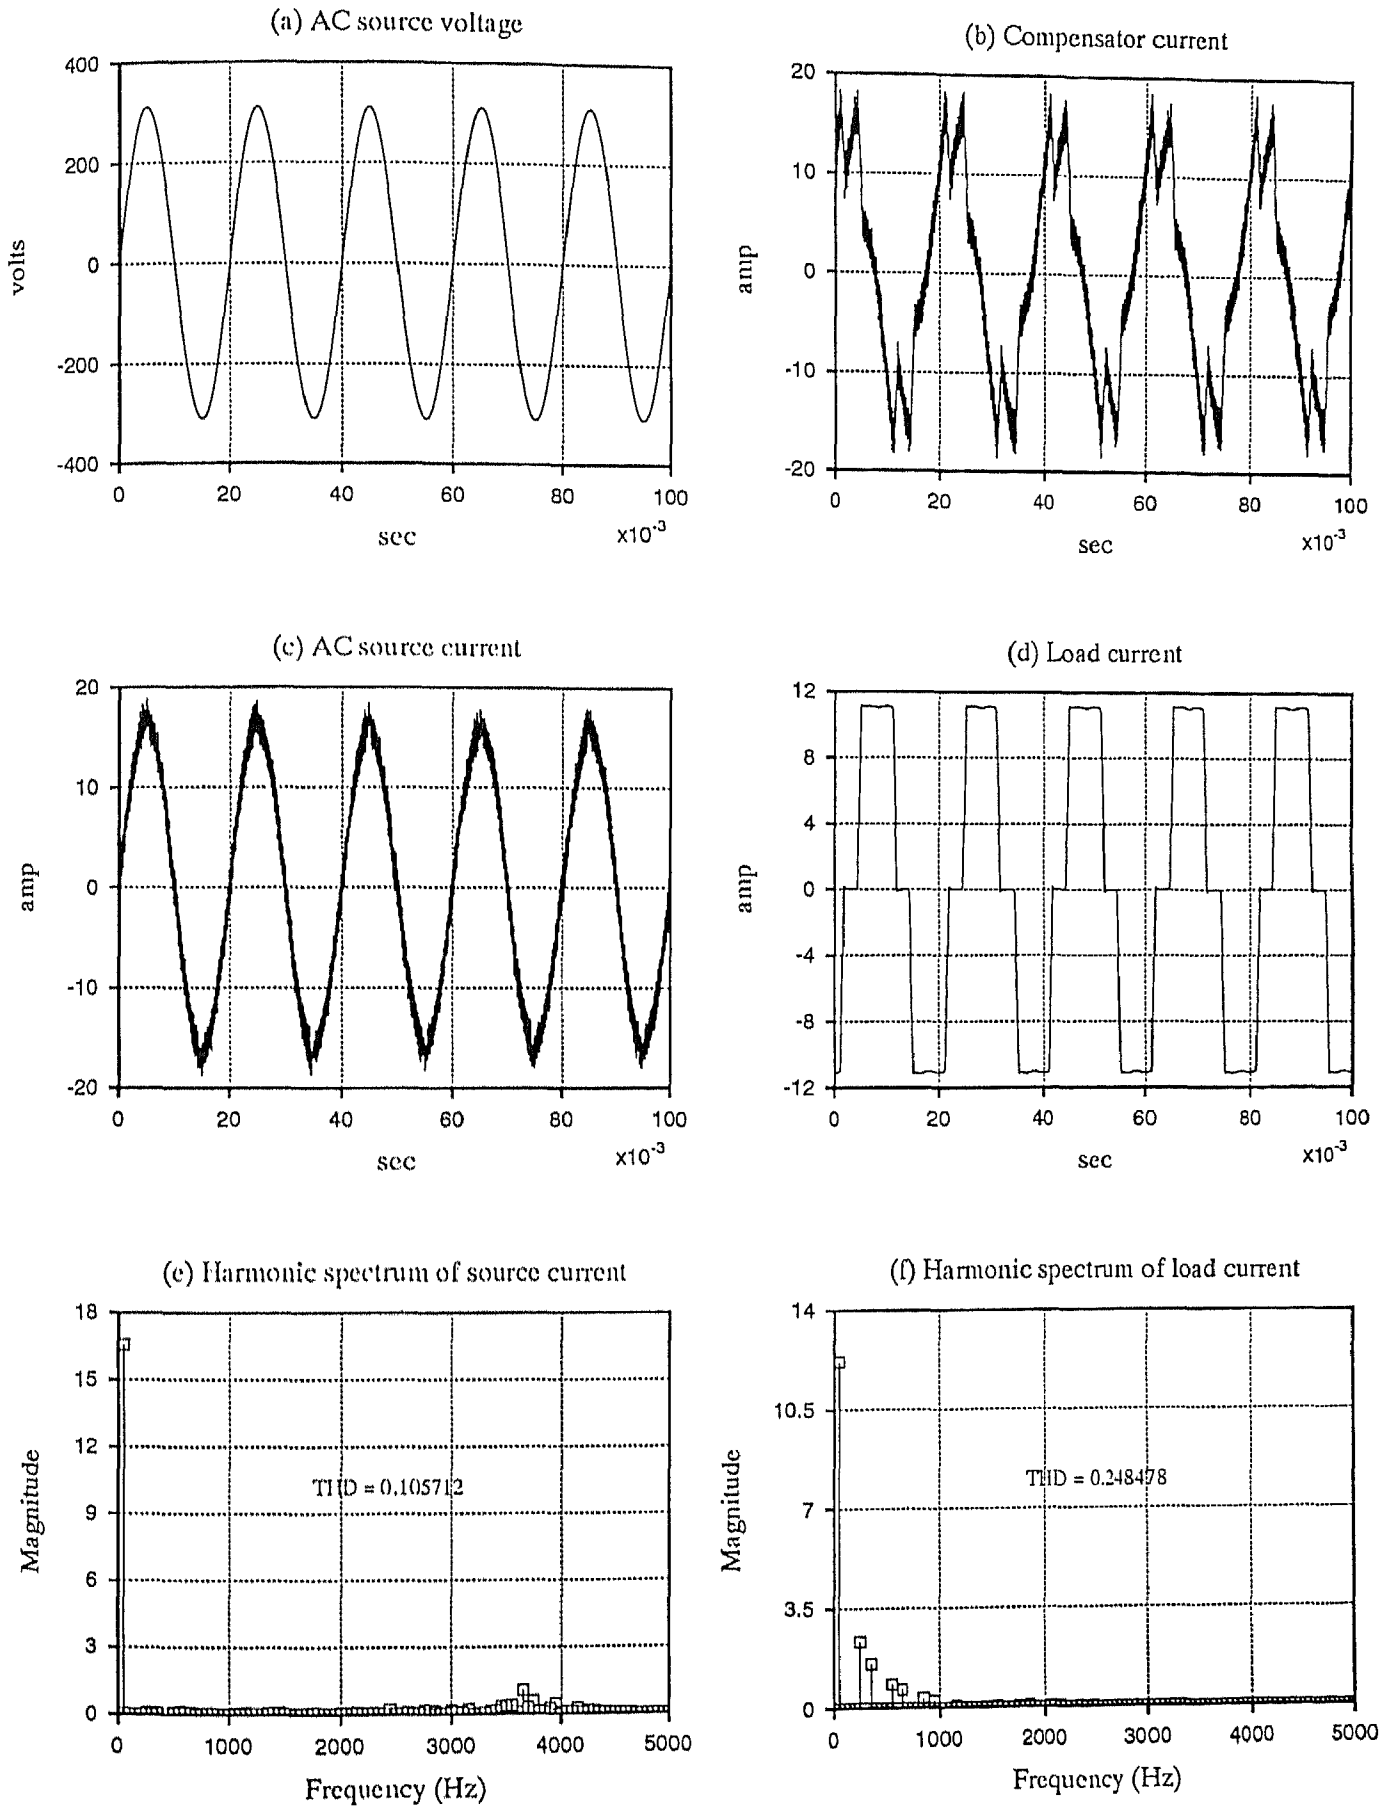 (a) AC source voltage
400
200
0
-200
-400
volts
0 20 40 60 80 100
sec
x10-3
(b) Compensator current
20
10
0
-10
-20
amp
0 20 40 60 80 100
sec
x10-3
(c) AC source current
20
10
0
-10
-20
amp
0 20 40 60 80 100
sec
x10-3
(d) Load current
12
8
4
0
-4
-8
-12
amp
0 20 40 60 80 100
sec
x10-3
(e) Harmonic spectrum of source current
18
15
12
9
6
3
0
Magnitude
THD = 0.105712
0 1000 2000 3000 4000 5000
Frequency (Hz)
(f) Harmonic spectrum of load current
14
10.5
7
3.5
0
Magnitude
THD = 0.248478
0 1000 2000 3000 4000 5000
Frequency (Hz)